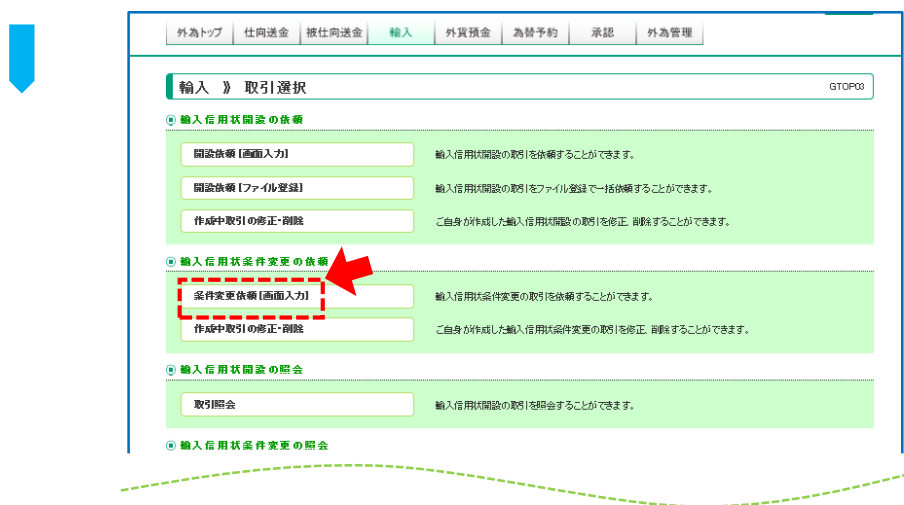 外為トップ 仕向送金 被仕向送金 輸入 外貨預金 為替予約 承認 外為管理
輸入 》 取引選択 GTOP03
輸入信用状開設の依頼
開設依頼[画面入力] 輸入信用状開設の取引を依頼することができます。
開設依頼[ファイル登録] 輸入信用状開設の取引をファイル登録で一括依頼することができます。
作成中取引の修正・削除 ご自身が作成した輸入信用状開設の取引を修正、削除することができます。
輸入信用状条件変更の依頼
条件変更依頼[画面入力] 輸入信用状条件変更の取引を依頼することができます。
作成中取引の修正・削除 ご自身が作成した輸入信用状条件変更の取引を修正、削除することができます。
輸入信用状開設の照会
取引照会 輸入信用状開設の取引を照会することができます。
輸入信用状条件変更の照会